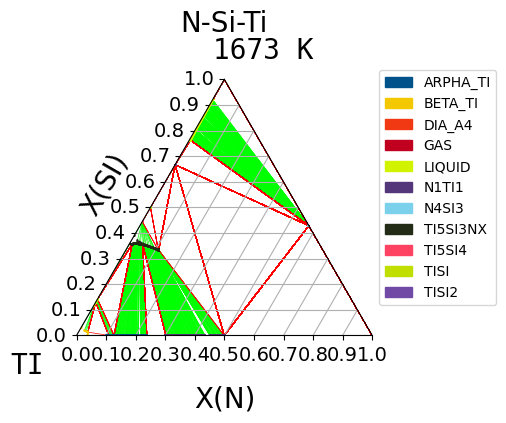 N-Si-Ti
1673 K
1.0
0.9
0.8
0.7
0.6
0.5
0.4
0.3
0.2
0.1
0.0
X(SI)
TI
0.00.10.20.30.40.50.60.70.80.91.0
X(N)
ARPHA_TI
BETA_TI
DIA_A4
GAS
LIQUID
N1TI1
N4SI3
TI5SI3NX
TI5SI4
TISI
TISI2